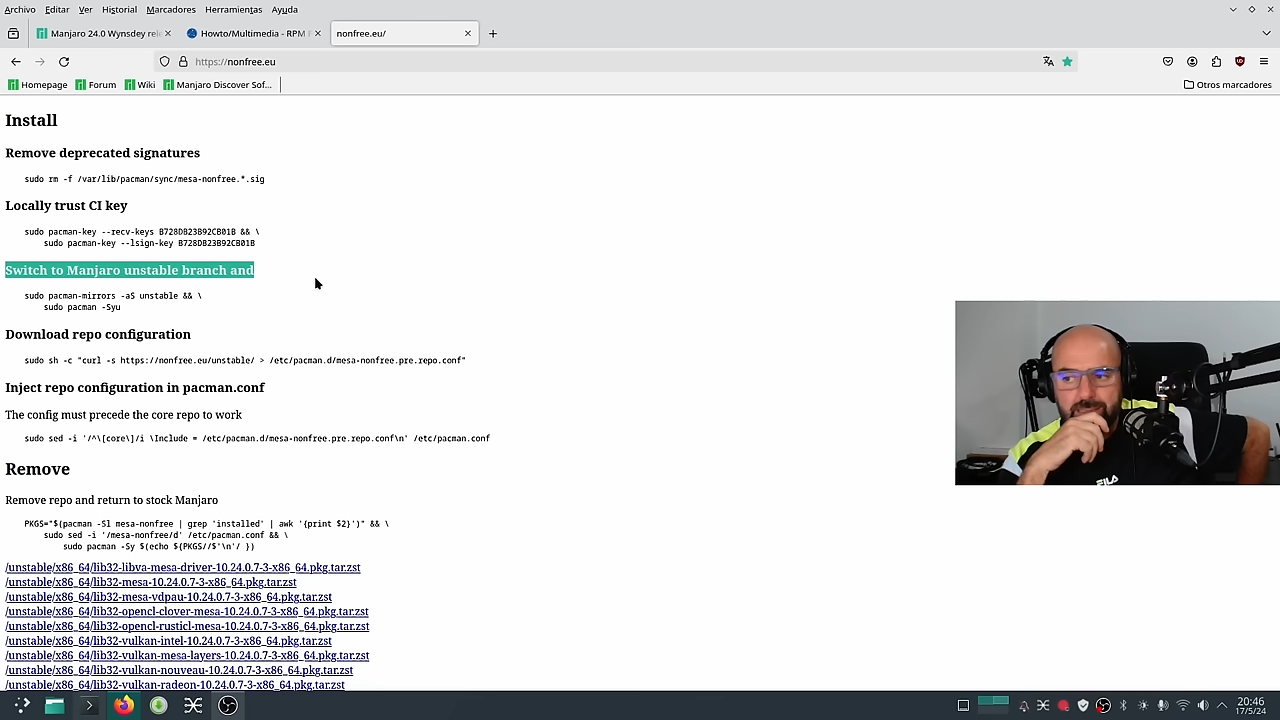 Archivo Editar Ver Historial Marcadores Herramientas Ayuda
Manjaro 24.0 Wynsdey rele
Howto/Multimedia - RPM F
nonfree.eu/
https://nonfree.eu
Homepage Forum Wiki Manjaro Discover Sof... Otros marcadores
Install
Remove deprecated signatures
sudo rm -f /var/lib/pacman/sync/mesa-nonfree.*.sig
Locally trust CI key
sudo pacman-key --recv-keys B728DB23B92CB01B && \
sudo pacman-key --lsign-key B728DB23B92CB01B
Switch to Manjaro unstable branch and
sudo pacman-mirrors -aS unstable && \
sudo pacman -Syu
Download repo configuration
sudo sh -c "curl -s https://nonfree.eu/unstable/ > /etc/pacman.d/mesa-nonfree.pre.repo.conf"
Inject repo configuration in pacman.conf
The config must precede the core repo to work
sudo sed -i '/^\[core\]/i \Include = /etc/pacman.d/mesa-nonfree.pre.repo.conf\n' /etc/pacman.conf
Remove
Remove repo and return to stock Manjaro
PKGS="$(pacman -Sl mesa-nonfree | grep 'installed' | awk '{print $2}')" && \
sudo sed -i '/mesa-nonfree/d' /etc/pacman.conf && \
sudo pacman -Sy $(echo ${PKGS//$'\n'/ })
/unstable/x86_64/lib32-libva-mesa-driver-10.24.0.7-3-x86_64.pkg.tar.zst
/unstable/x86_64/lib32-mesa-10.24.0.7-3-x86_64.pkg.tar.zst
/unstable/x86_64/lib32-mesa-vdpau-10.24.0.7-3-x86_64.pkg.tar.zst
/unstable/x86_64/lib32-opencl-clover-mesa-10.24.0.7-3-x86_64.pkg.tar.zst
/unstable/x86_64/lib32-opencl-rusticl-mesa-10.24.0.7-3-x86_64.pkg.tar.zst
/unstable/x86_64/lib32-vulkan-intel-10.24.0.7-3-x86_64.pkg.tar.zst
/unstable/x86_64/lib32-vulkan-mesa-layers-10.24.0.7-3-x86_64.pkg.tar.zst
/unstable/x86_64/lib32-vulkan-nouveau-10.24.0.7-3-x86_64.pkg.tar.zst
/unstable/x86_64/lib32-vulkan-radeon-10.24.0.7-3-x86_64.pkg.tar.zst
FILA
20:46
17/5/24